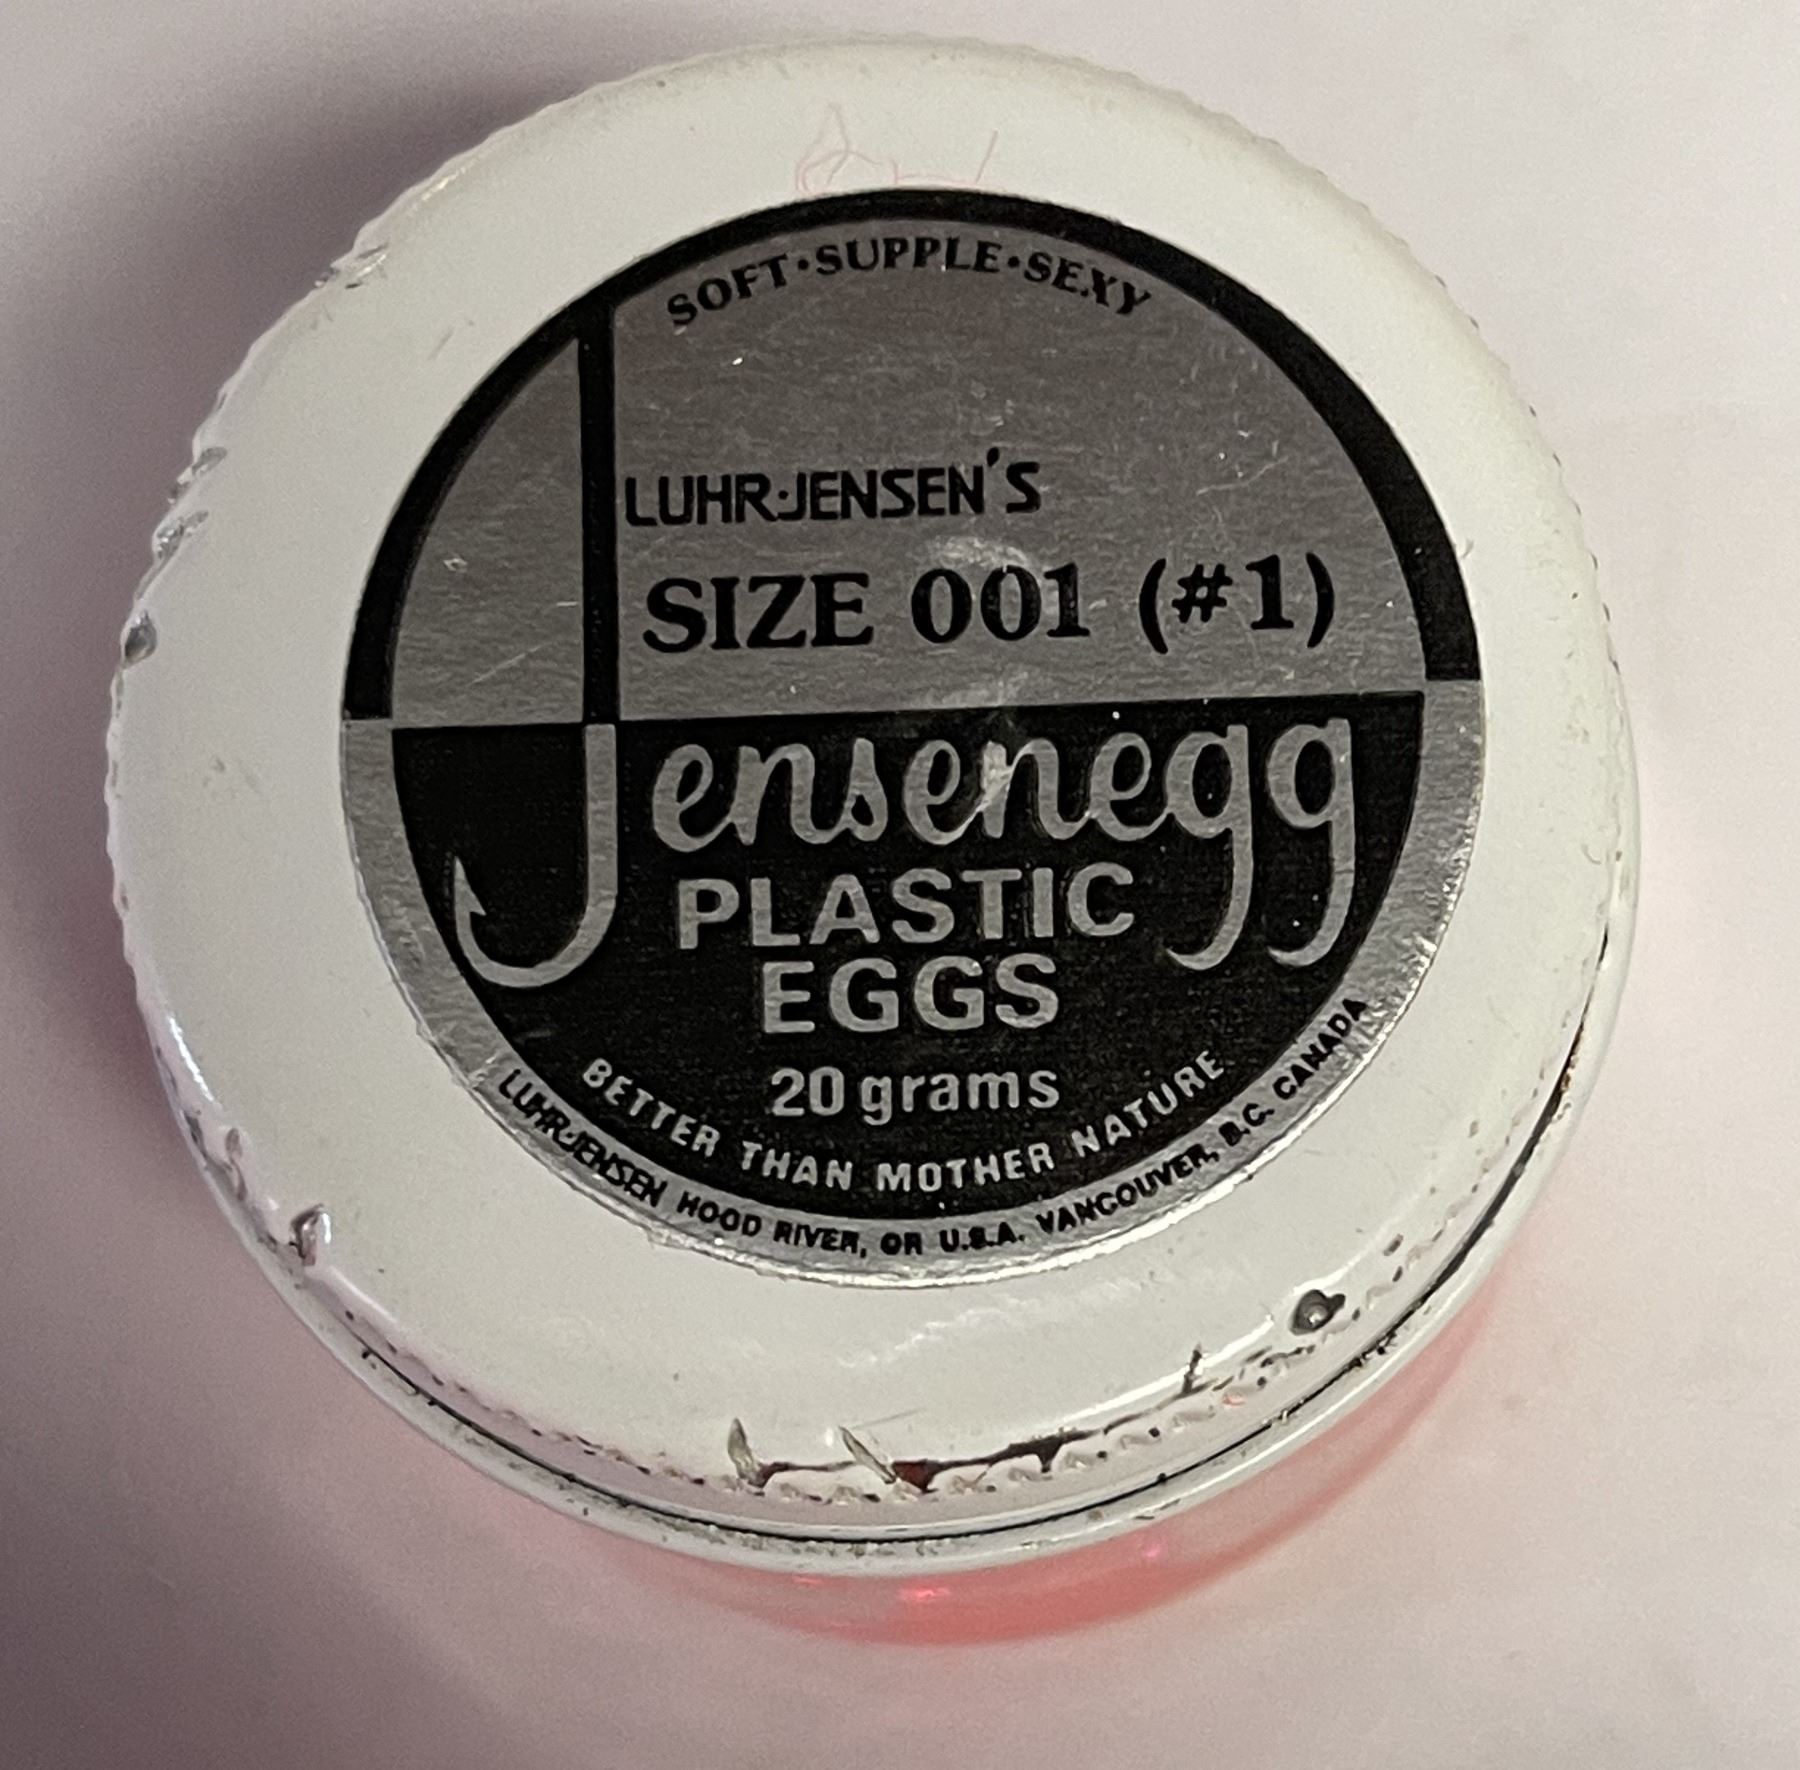 SOFT·SUPPLE·SEXY
LUHR·JENSEN'S
SIZE 001 (#1)
Jensenegg
PLASTIC
EGGS
20 grams
BETTER THAN MOTHER NATURE
LUHR·JENSEN HOOD RIVER, OR U.S.A. VANCOUVER, B.C. CANADA